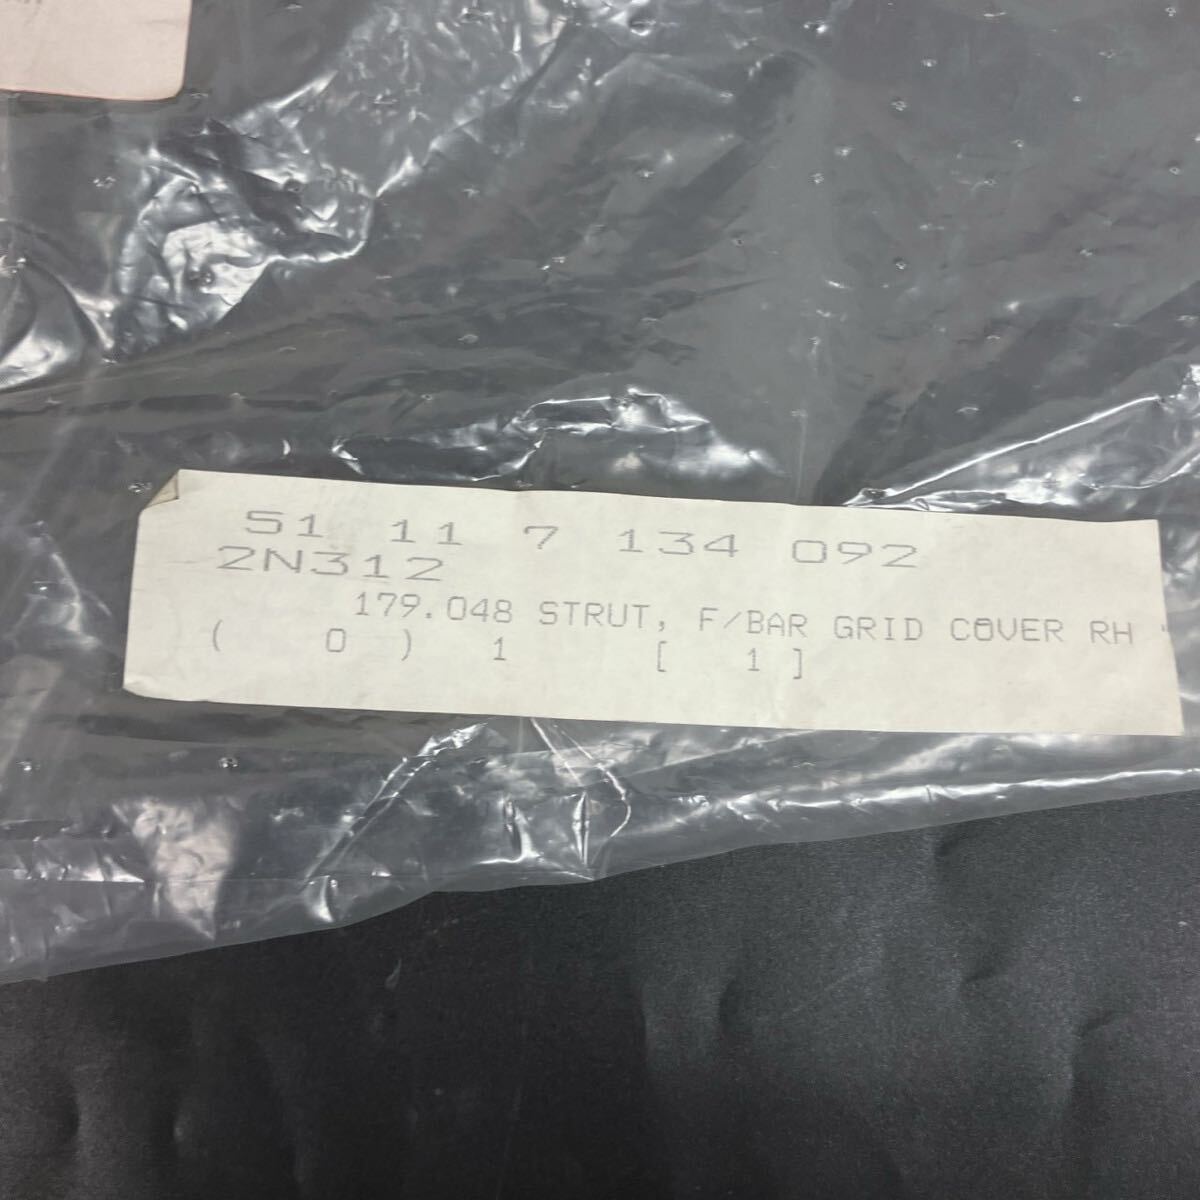 51 11 7 134 092
2N312
179.048 STRUT, F/BAR GRID COVER RH
( 0 ) 1 [ 1 ]